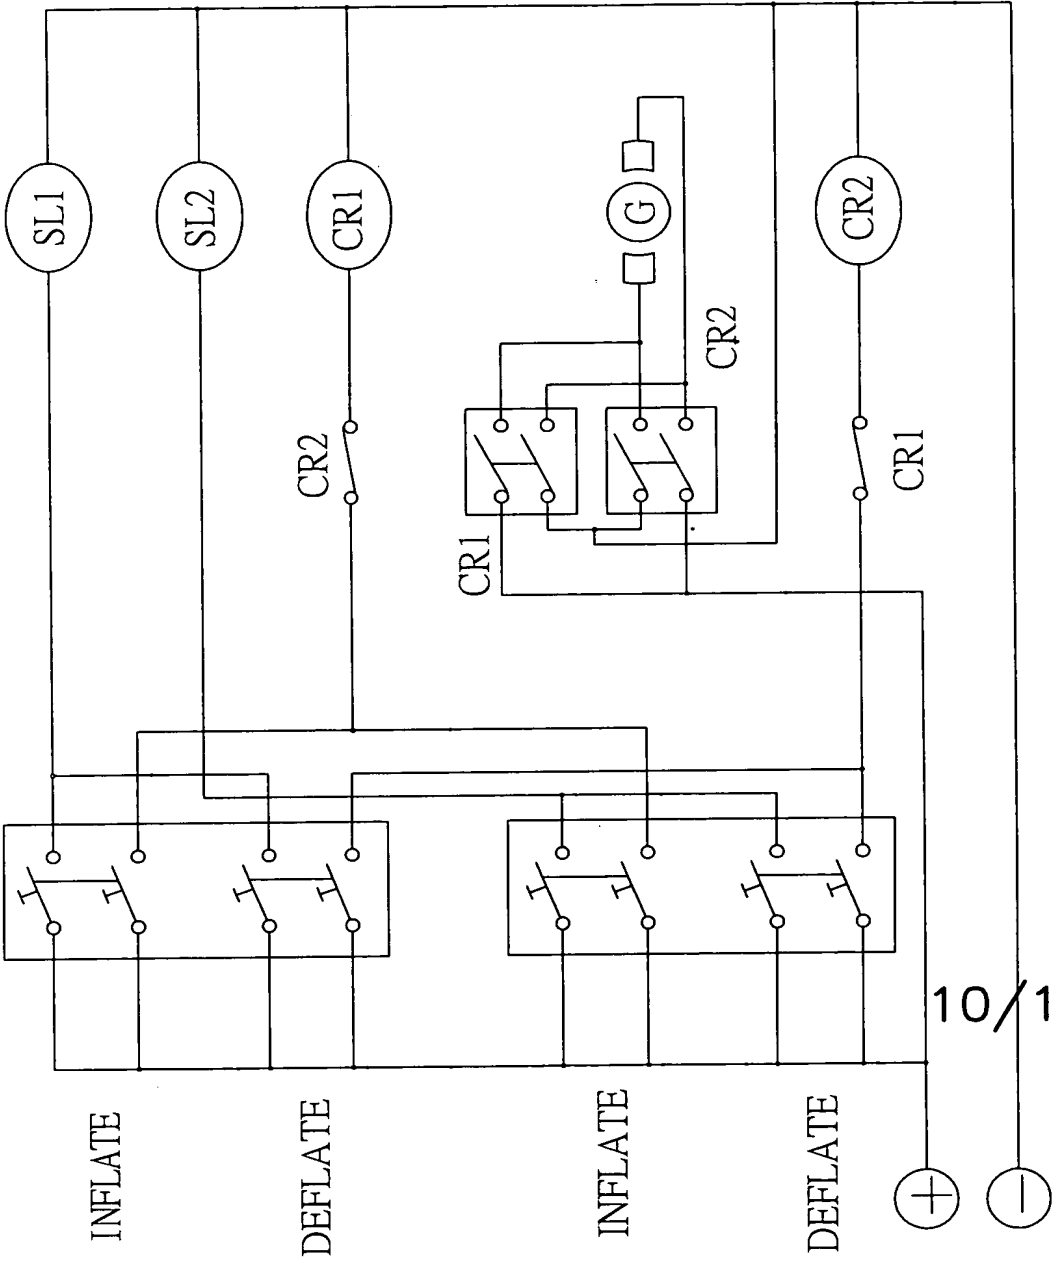 SL1
SL2
CR1
G
CR2
CR2
CR2
CR1
CR1
10/1
INFLATE
DEFLATE
INFLATE
DEFLATE
+
−